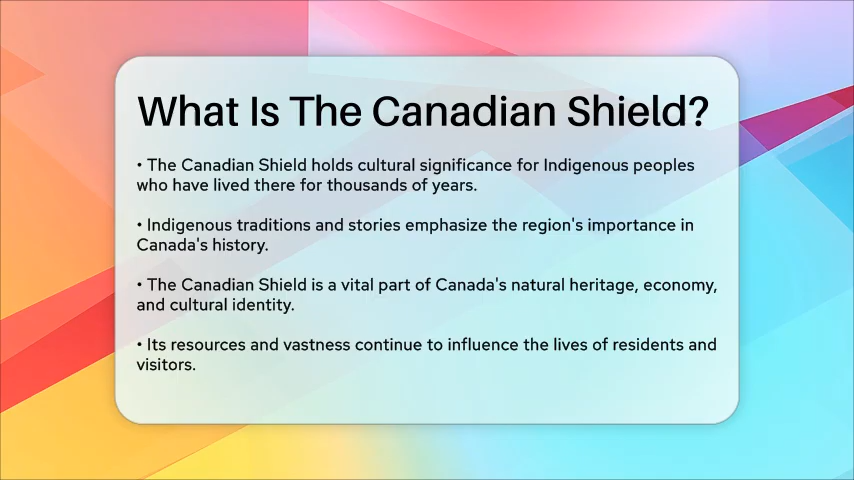 What Is The Canadian Shield?
• The Canadian Shield holds cultural significance for Indigenous peoples
who have lived there for thousands of years.
• Indigenous traditions and stories emphasize the region's importance in
Canada's history.
• The Canadian Shield is a vital part of Canada's natural heritage, economy,
and cultural identity.
• Its resources and vastness continue to influence the lives of residents and
visitors.